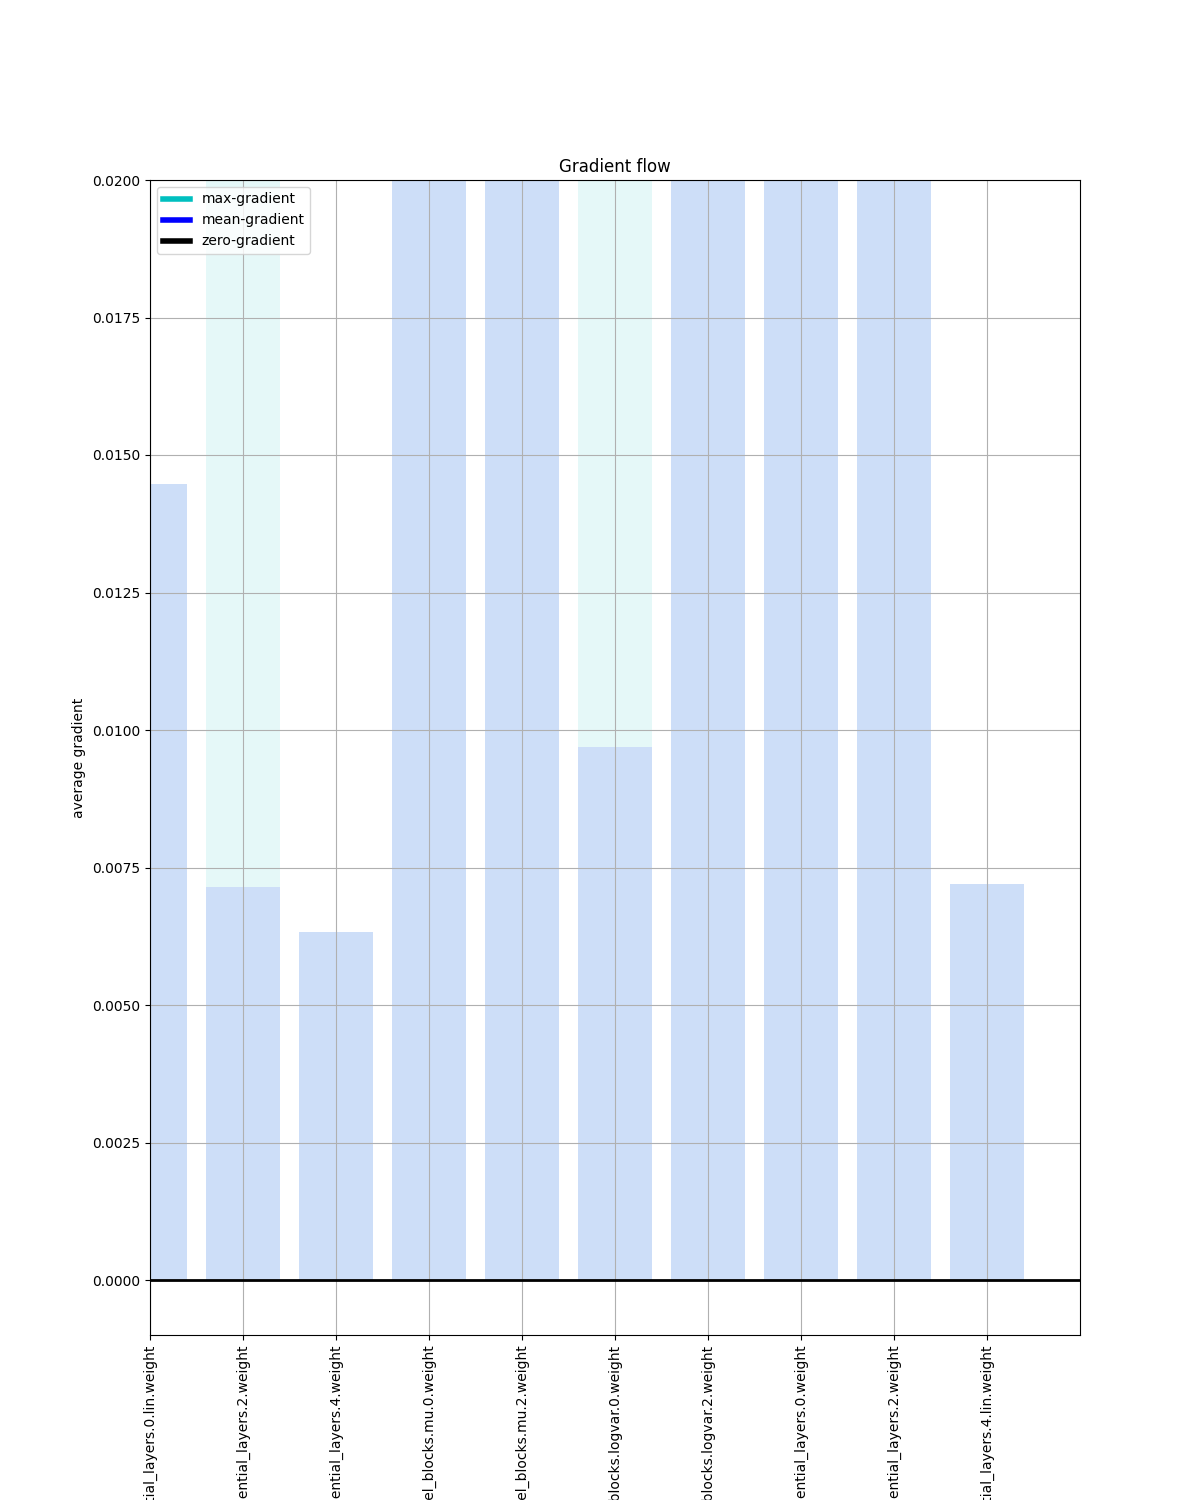 Gradient flow
max-gradient
mean-gradient
zero-gradient
0.0200
0.0175
0.0150
0.0125
0.0100
0.0075
0.0050
0.0025
0.0000
average gradient
tial_layers.0.lin.weight
ential_layers.2.weight
ential_layers.4.weight
el_blocks.mu.0.weight
el_blocks.mu.2.weight
blocks.logvar.0.weight
blocks.logvar.2.weight
ential_layers.0.weight
ential_layers.2.weight
tial_layers.4.lin.weight